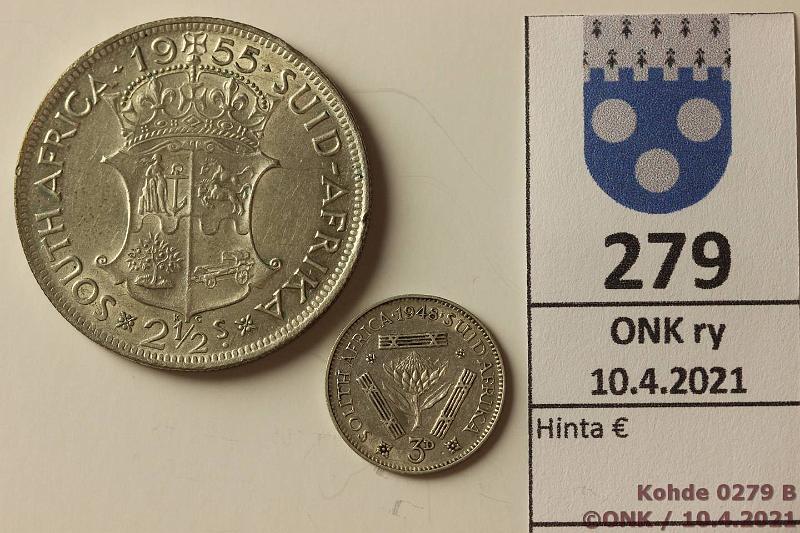 SOUTH AFRICA · 1955 · SUID-AFRIKA
K G
2½ S.
SOUTH AFRICA · 1948 · SUID-AFRIKA
3D
279
ONK ry
10.4.2021
Hinta €
Kohde 0279 B
©ONK / 10.4.2021